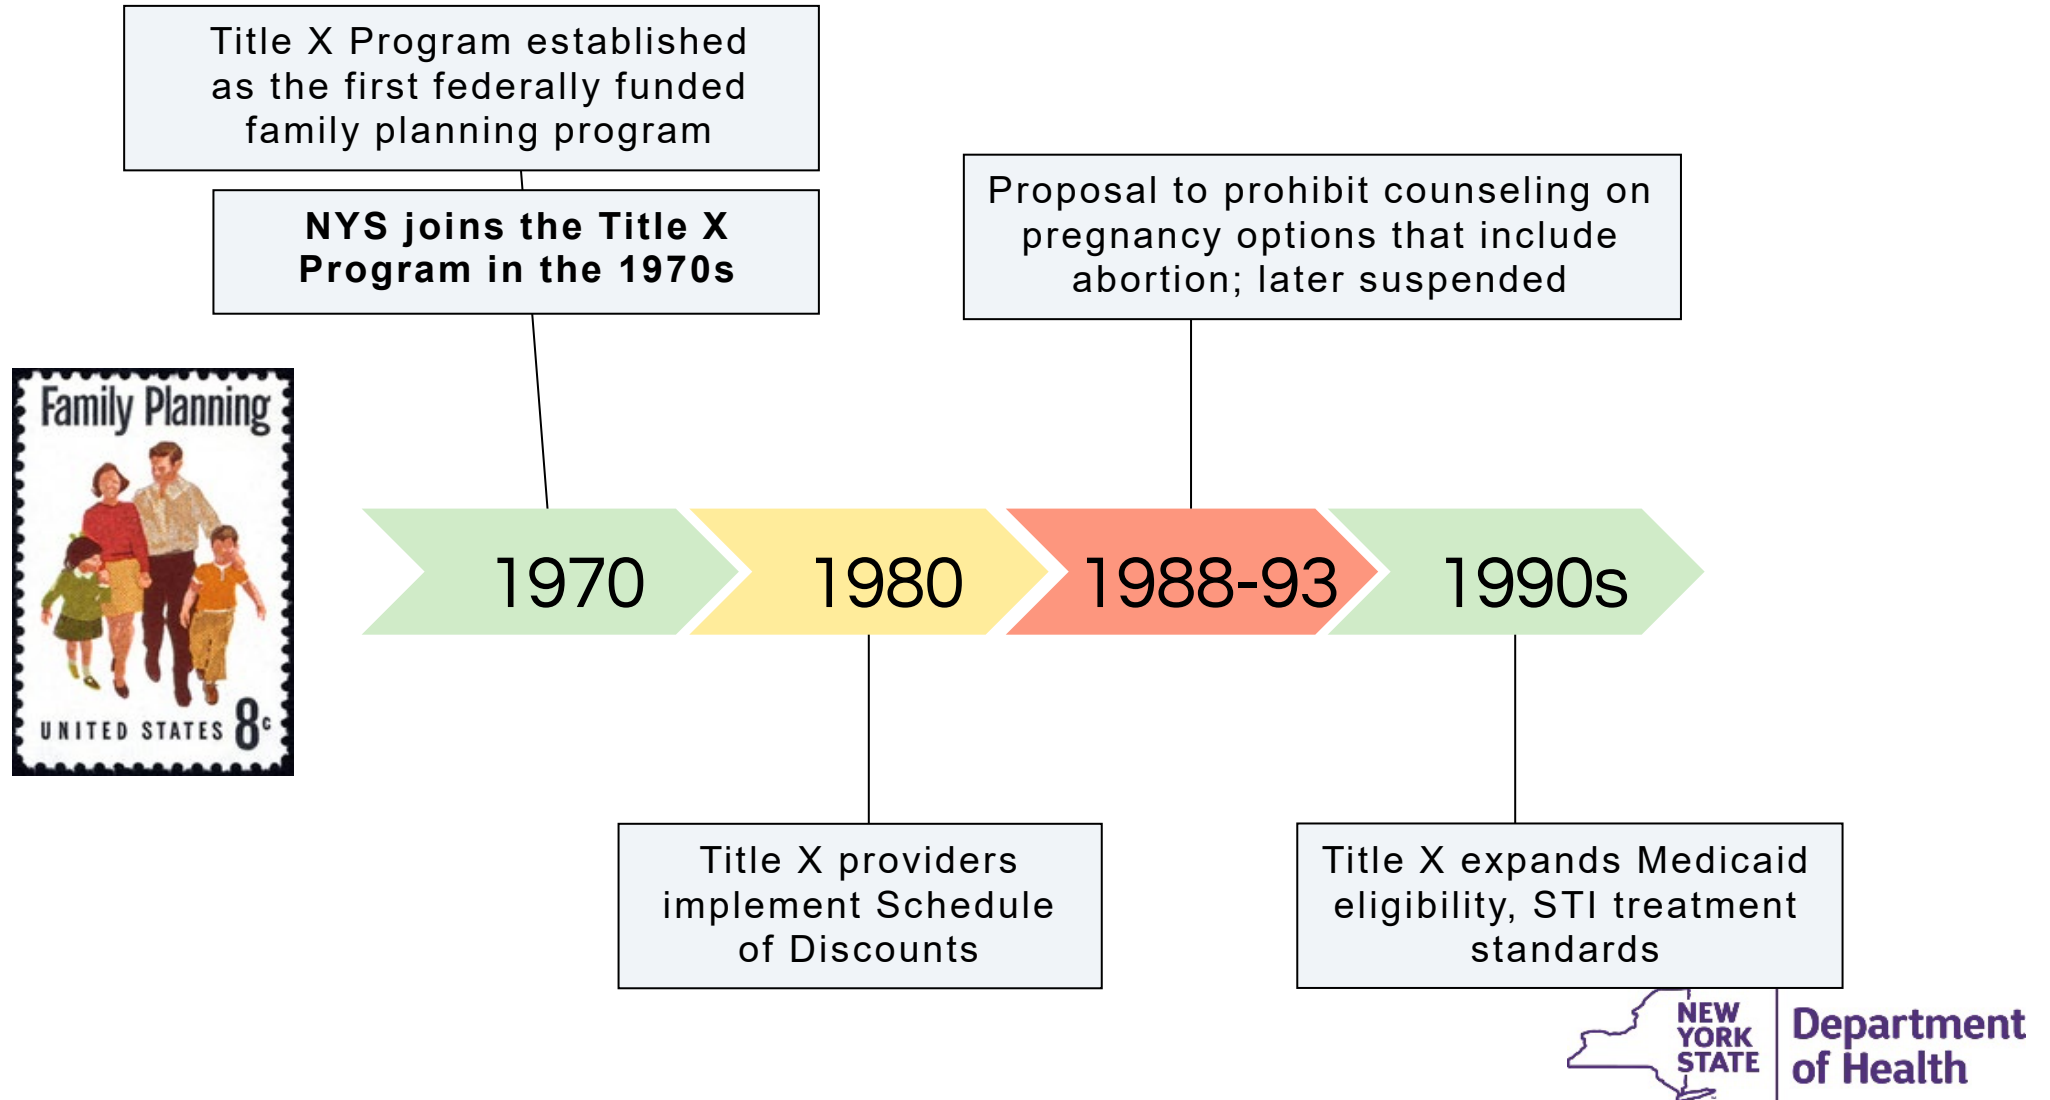 Title X Program established
as the first federally funded
family planning program
NYS joins the Title X
Program in the 1970s
Proposal to prohibit counseling on
pregnancy options that include
abortion; later suspended
Family Planning
UNITED STATES 8c
1970
1980
1988-93
1990s
Title X providers
implement Schedule
of Discounts
Title X expands Medicaid
eligibility, STI treatment
standards
NEW
YORK
STATE
Department
of Health